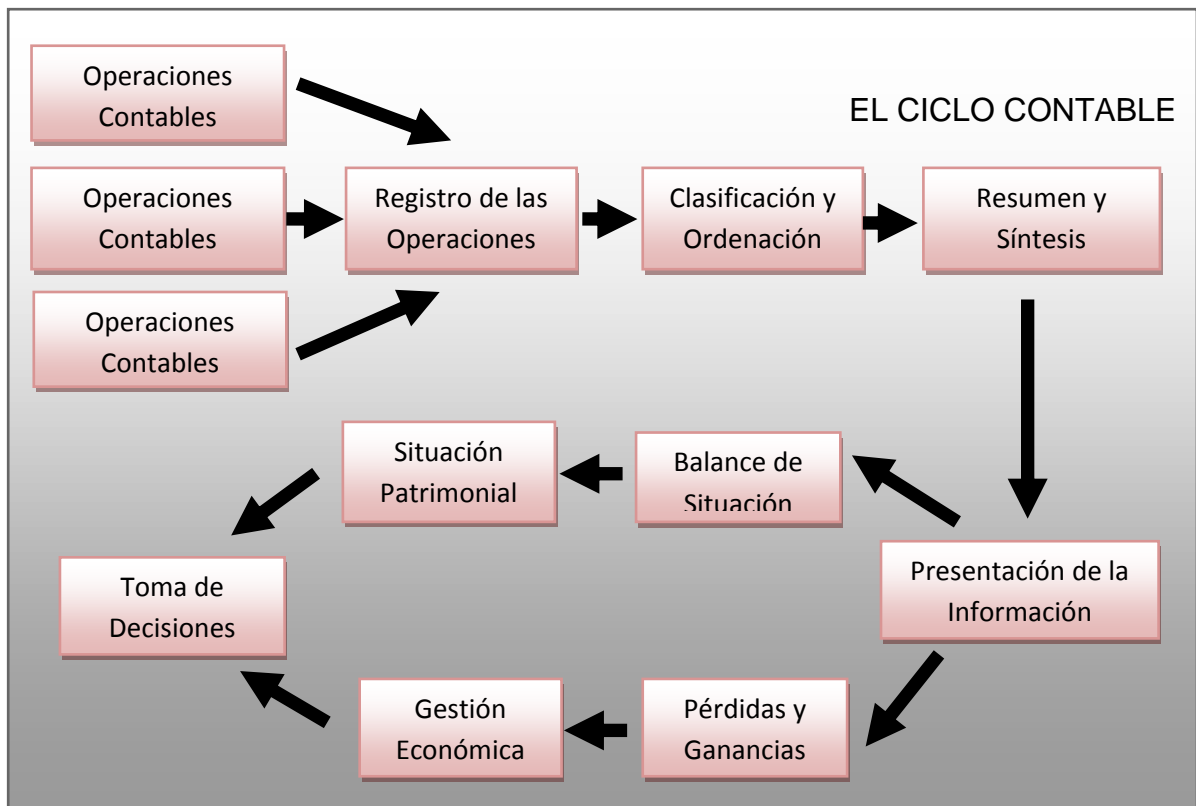 EL CICLO CONTABLE
Operaciones
Contables
Operaciones
Contables
Operaciones
Contables
Registro de las
Operaciones
Clasificación y
Ordenación
Resumen y
Síntesis
Presentación de la
Información
Balance de
Situación
Situación
Patrimonial
Pérdidas y
Ganancias
Gestión
Económica
Toma de
Decisiones